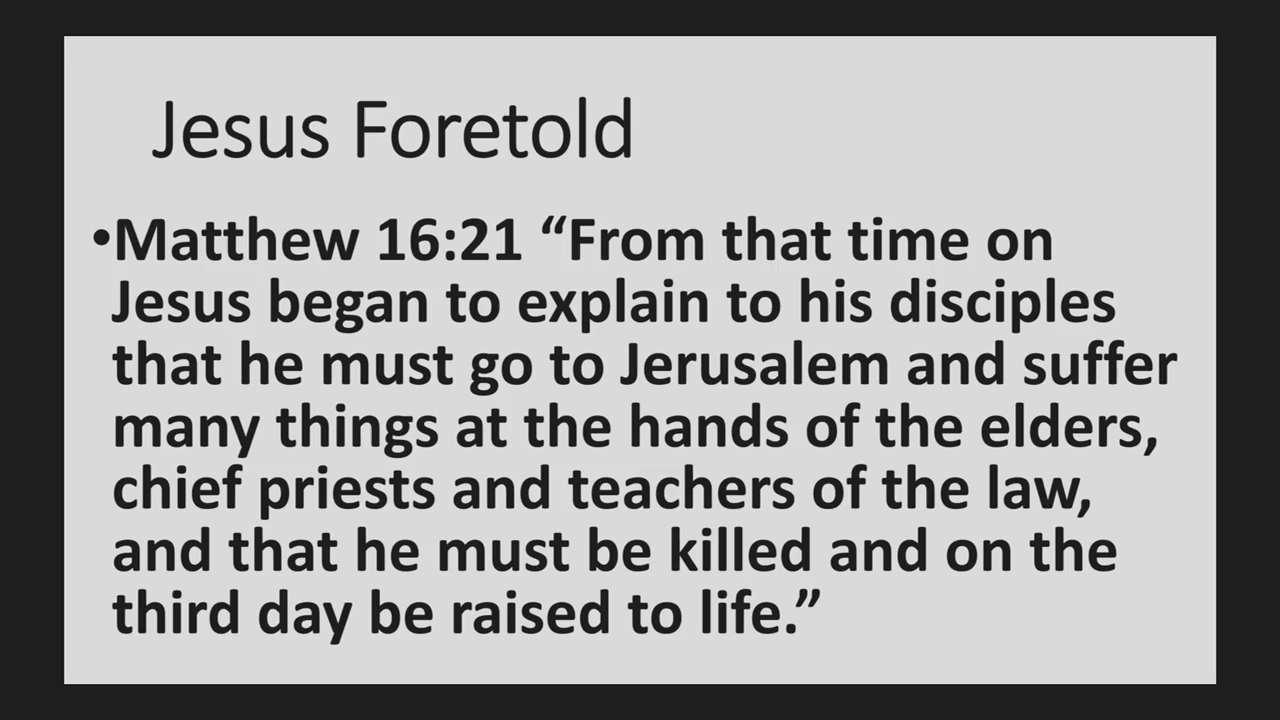 Jesus Foretold
•Matthew 16:21 “From that time on
Jesus began to explain to his disciples
that he must go to Jerusalem and suffer
many things at the hands of the elders,
chief priests and teachers of the law,
and that he must be killed and on the
third day be raised to life.”